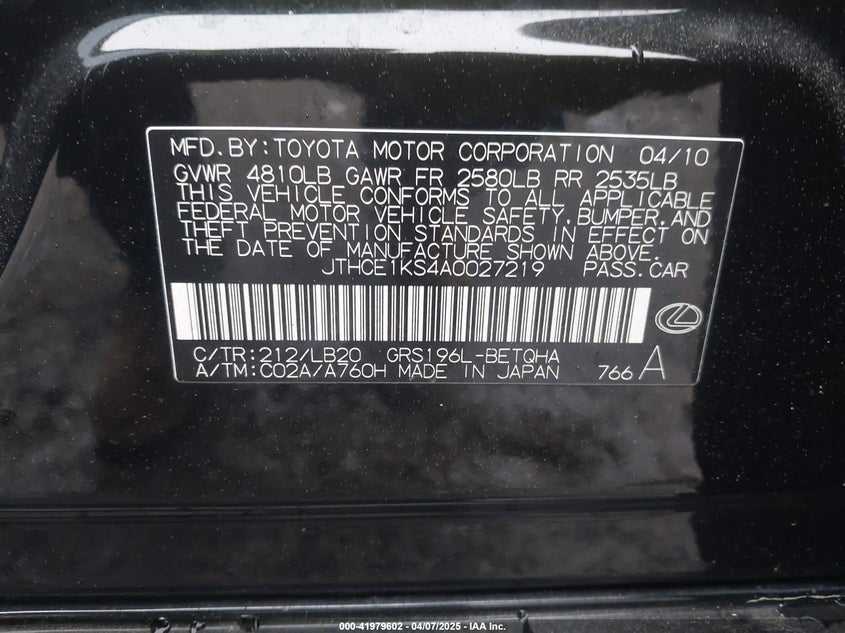 MFD. BY: TOYOTA MOTOR CORPORATION 04/10
GVWR 4810LB GAWR FR 2580LB RR 2535LB
THIS VEHICLE CONFORMS TO ALL APPLICABLE
FEDERAL MOTOR VEHICLE SAFETY, BUMPER, AND
THEFT PREVENTION STANDARDS IN EFFECT ON
THE DATE OF MANUFACTURE SHOWN ABOVE.
JTHCE1KS4A0027219 PASS. CAR
C/TR: 212/LB20 GRS196L-BETQHA
A/TM: C02A/A760H MADE IN JAPAN 766 A
000-41979602 - 04/07/2025 - IAA Inc.